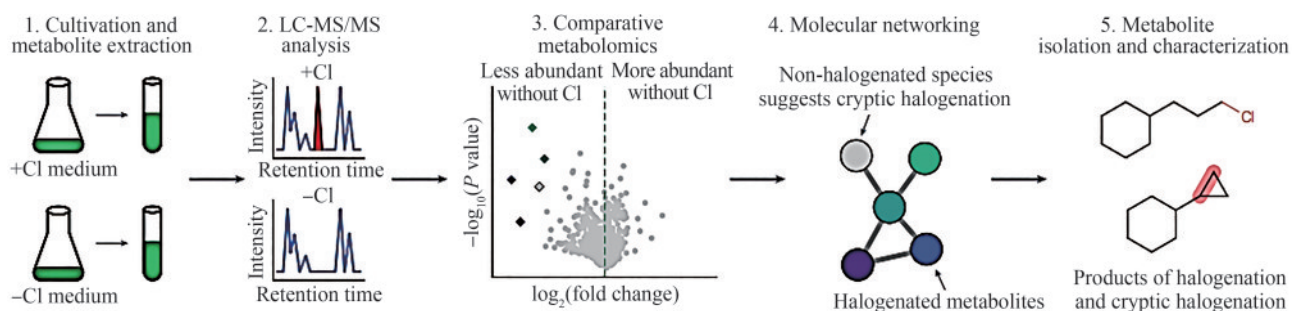 1. Cultivation and
metabolite extraction
+Cl medium
−Cl medium
2. LC-MS/MS
analysis
+Cl
Intensity
Retention time
−Cl
Intensity
Retention time
3. Comparative
metabolomics
Less abundant
without Cl
More abundant
without Cl
−log10(P value)
log2(fold change)
4. Molecular networking
Non-halogenated species
suggests cryptic halogenation
Halogenated metabolites
5. Metabolite
isolation and characterization
Cl
Products of halogenation
and cryptic halogenation